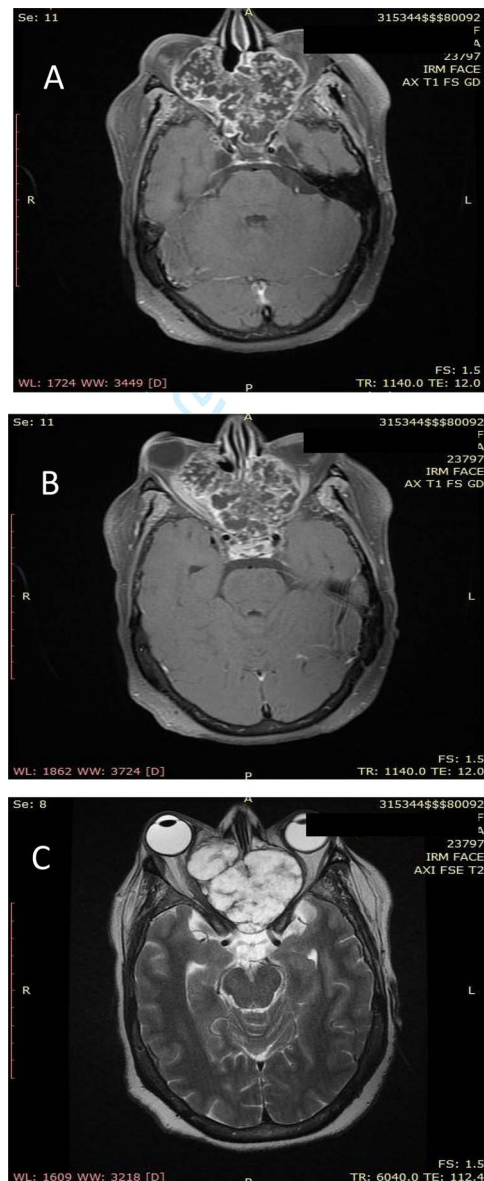 A
Se: 11
315344$$$80092
F
A
23797
IRM FACE
AX T1 FS GD
A
R
L
FS: 1.5
WL: 1724 WW: 3449 [D]
TR: 1140.0 TE: 12.0
P
A
Se: 11
315344$$$80092
F
A
23797
IRM FACE
AX T1 FS GD
B
R
L
FS: 1.5
WL: 1862 WW: 3724 [D]
TR: 1140.0 TE: 12.0
P
A
Se: 8
315344$$$80092
F
A
23797
IRM FACE
AXI FSE T2
C
R
L
FS: 1.5
WL: 1609 WW: 3218 [D]
TR: 6040.0 TE: 112.4